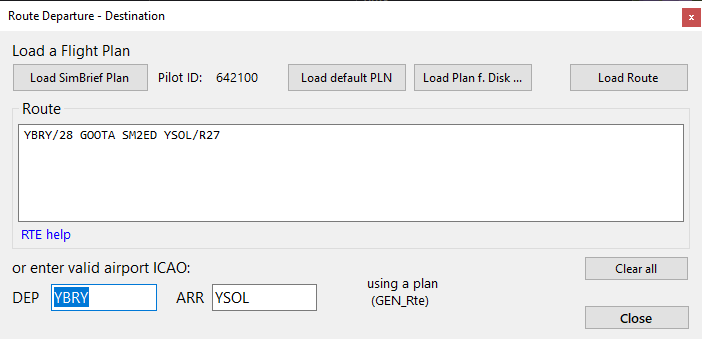 Route Departure - Destination
x
Load a Flight Plan
Load SimBrief Plan Pilot ID: 642100 Load default PLN Load Plan f. Disk ... Load Route
Route
YBRY/28 GOOTA SM2ED YSOL/R27
RTE help
or enter valid airport ICAO:
Clear all
DEP YBRY ARR YSOL
using a plan
(GEN_Rte)
Close